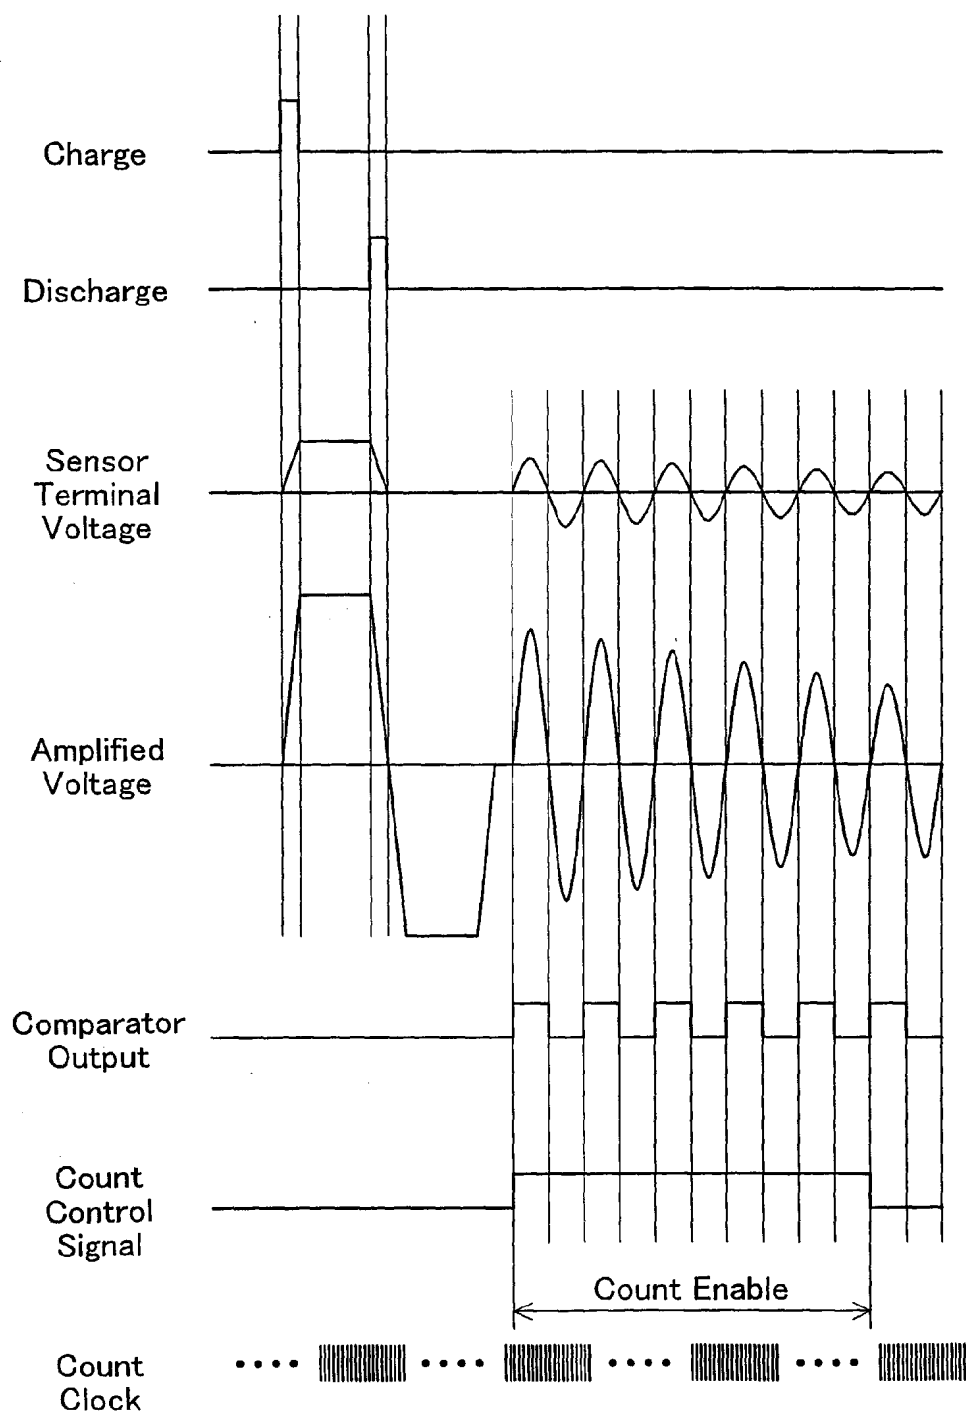 Charge
Discharge
Sensor
Terminal
Voltage
Amplified
Voltage
Comparator
Output
Count
Control
Signal
Count Enable
Count
Clock